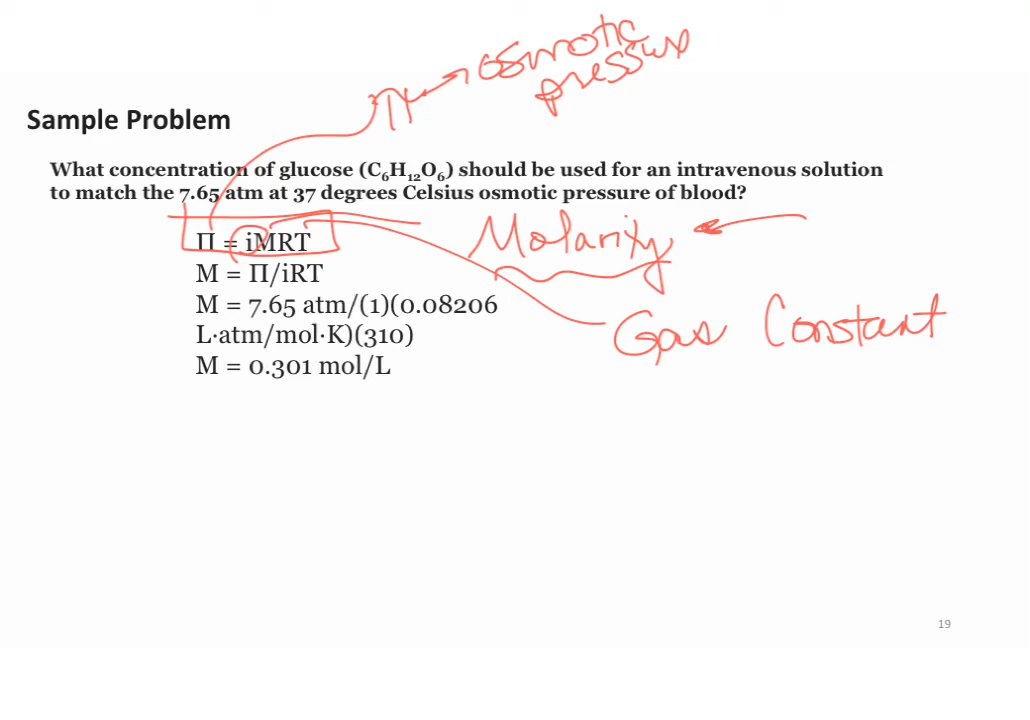 π → osmotic
pressure
Sample Problem
What concentration of glucose (C₆H₁₂O₆) should be used for an intravenous solution
to match the 7.65 atm at 37 degrees Celsius osmotic pressure of blood?
Π = iMRT
Molarity
M = Π/iRT
M = 7.65 atm/(1)(0.08206
Gas Constant
L·atm/mol·K)(310)
M = 0.301 mol/L
19